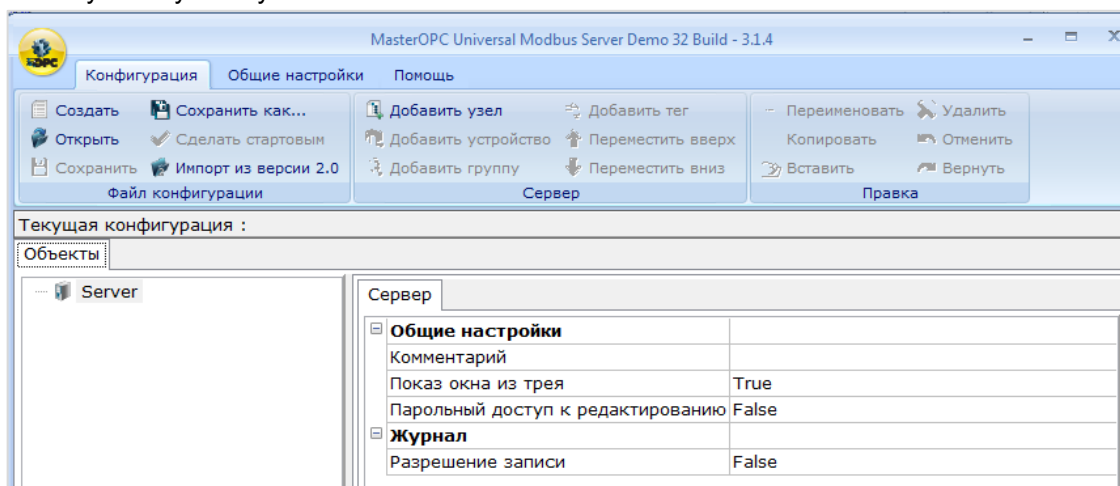 MasterOPC Universal Modbus Server Demo 32 Build - 3.1.4
Конфигурация Общие настройки Помощь
Создать Сохранить как... Добавить узел Добавить тег Переименовать Удалить
Открыть Сделать стартовым Добавить устройство Переместить вверх Копировать Отменить
Сохранить Импорт из версии 2.0 Добавить группу Переместить вниз Вставить Вернуть
Файл конфигурации Сервер Правка
Текущая конфигурация :
Объекты
Server Сервер
Общие настройки
Комментарий
Показ окна из трея True
Парольный доступ к редактированию False
Журнал
Разрешение записи False